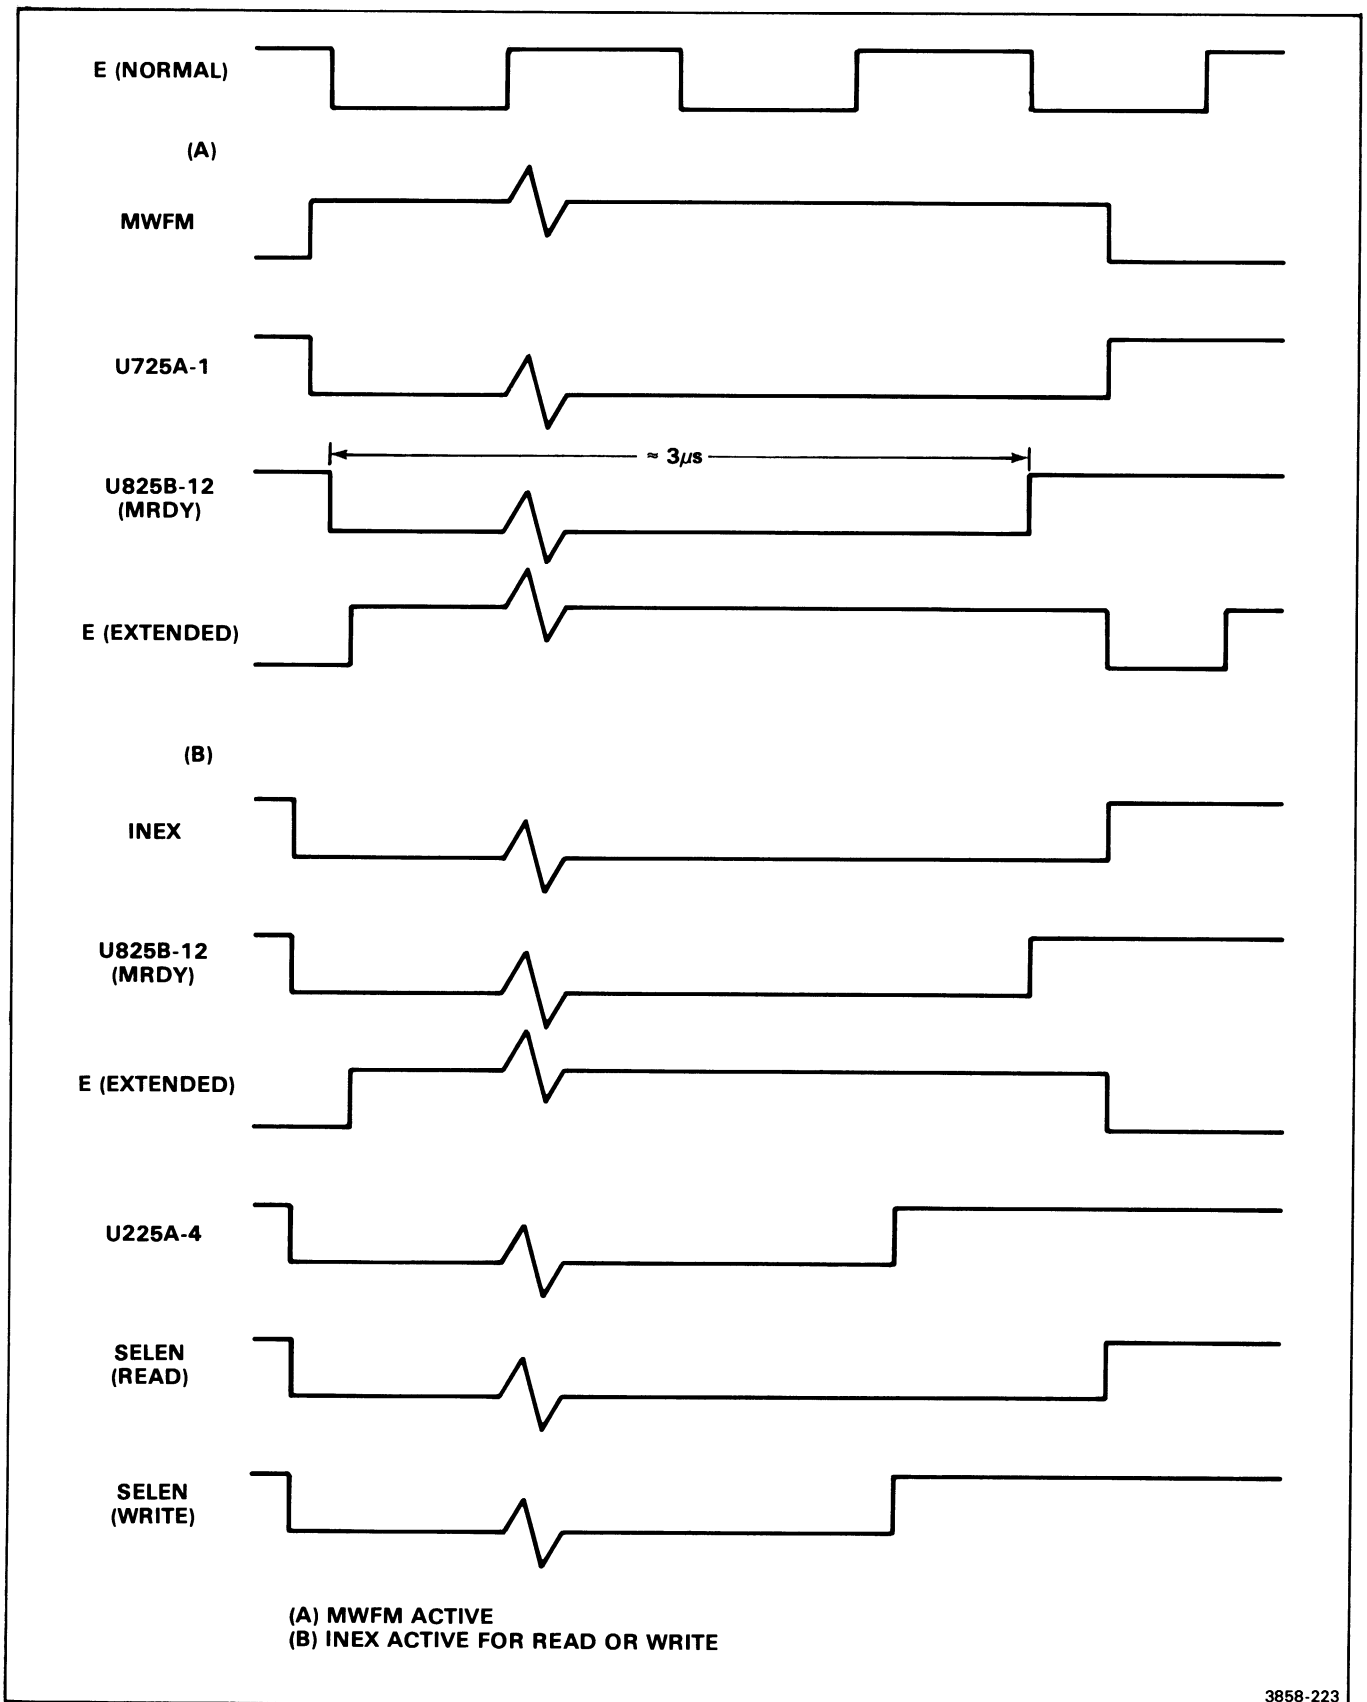 E (NORMAL)
(A)
MWFM
U725A-1
≈ 3μs
U825B-12
(MRDY)
E (EXTENDED)
(B)
INEX
U825B-12
(MRDY)
E (EXTENDED)
U225A-4
SELEN
(READ)
SELEN
(WRITE)
(A) MWFM ACTIVE
(B) INEX ACTIVE FOR READ OR WRITE
3858-223